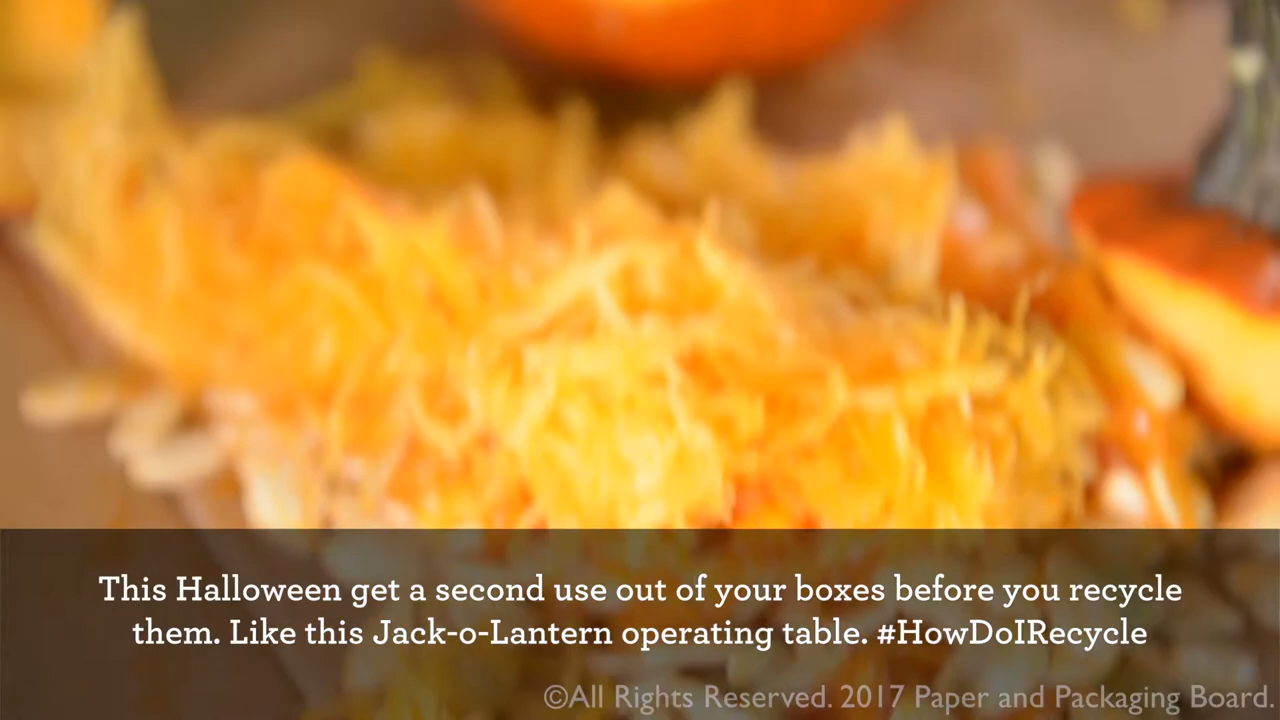 This Halloween get a second use out of your boxes before you recycle
them. Like this Jack-o-Lantern operating table. #HowDoIRecycle
©All Rights Reserved. 2017 Paper and Packaging Board.